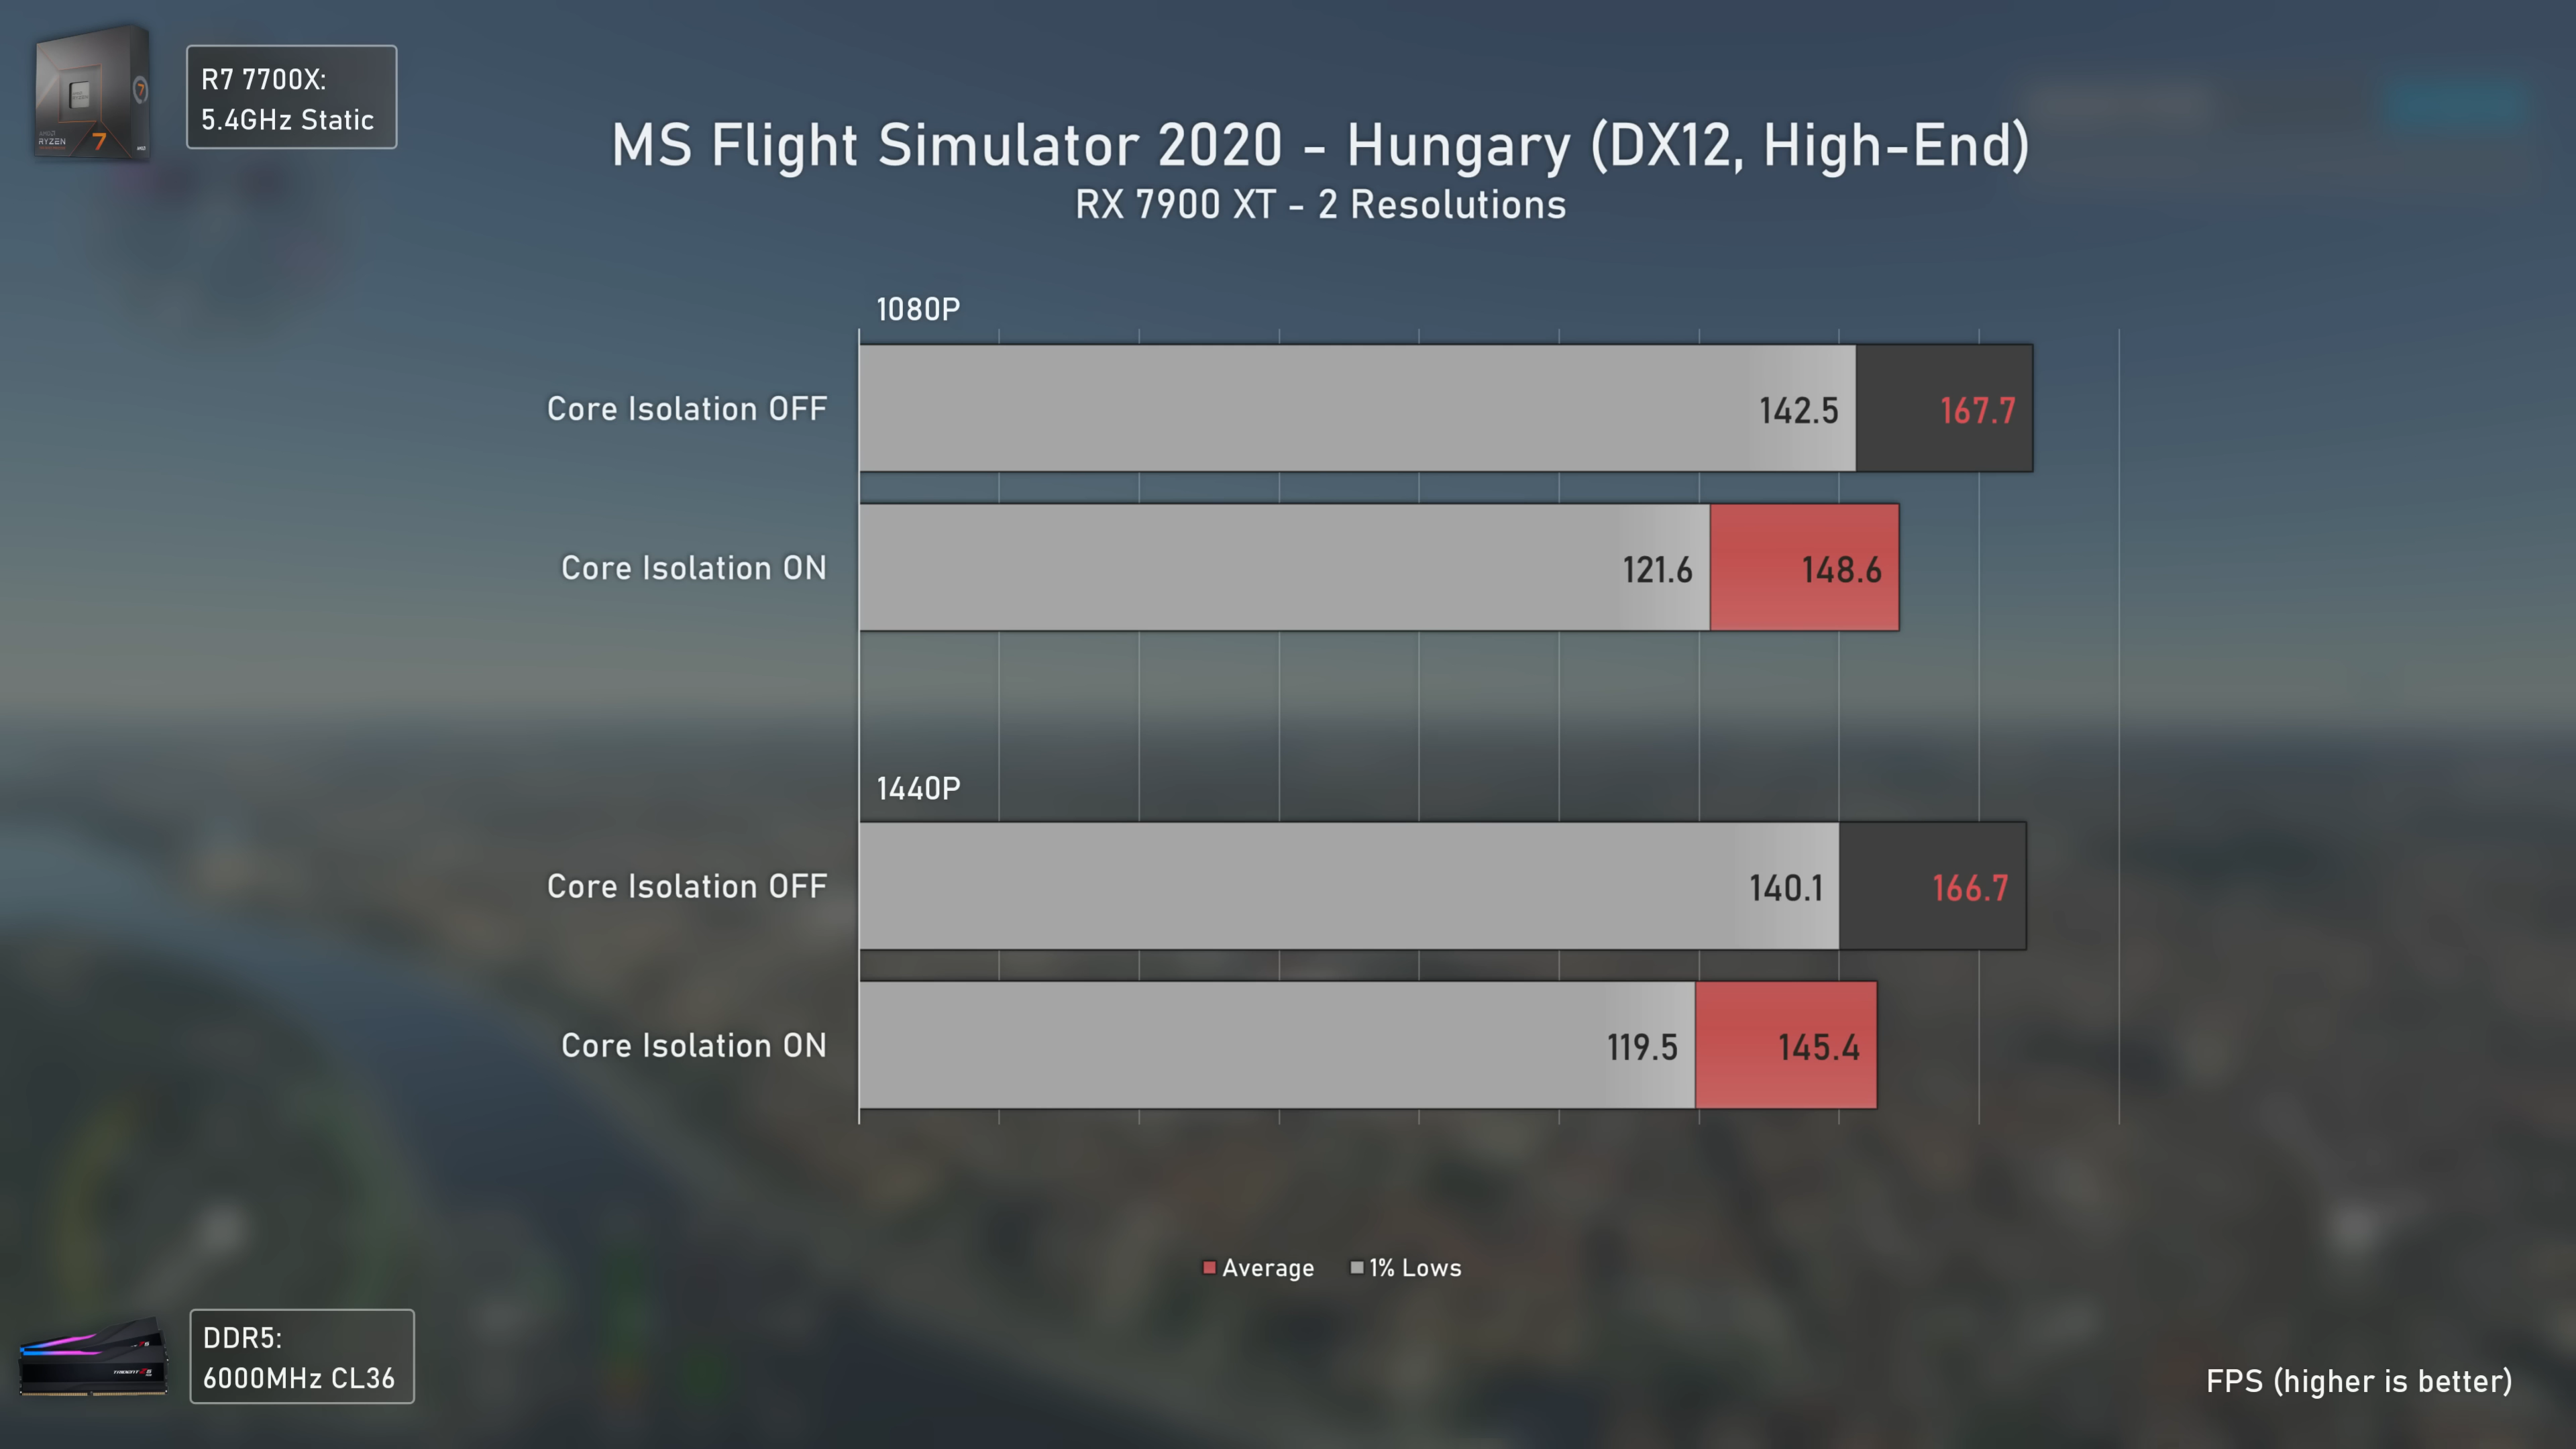 R7 7700X:
5.4GHz Static
RYZEN 7
7
MS Flight Simulator 2020 - Hungary (DX12, High-End)
RX 7900 XT - 2 Resolutions
1080P
Core Isolation OFF
142.5
167.7
Core Isolation ON
121.6
148.6
1440P
Core Isolation OFF
140.1
166.7
Core Isolation ON
119.5
145.4
Average
1% Lows
DDR5:
6000MHz CL36
FPS (higher is better)